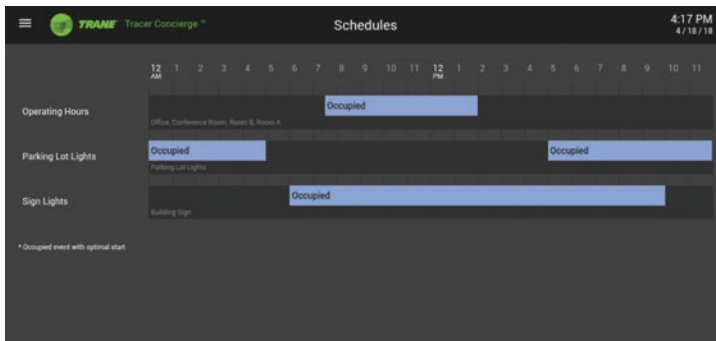 TRANE Tracer Concierge™
Schedules
4:17 PM
4/18/18
12 AM 1 2 3 4 5 6 7 8 9 10 11 12 PM 1 2 3 4 5 6 7 8 9 10 11
Operating Hours
Occupied
Office, Conference Room, Room B, Room A
Parking Lot Lights
Occupied
Occupied
Parking Lot Lights
Sign Lights
Occupied
Building Sign
* Occupied event with optimal start